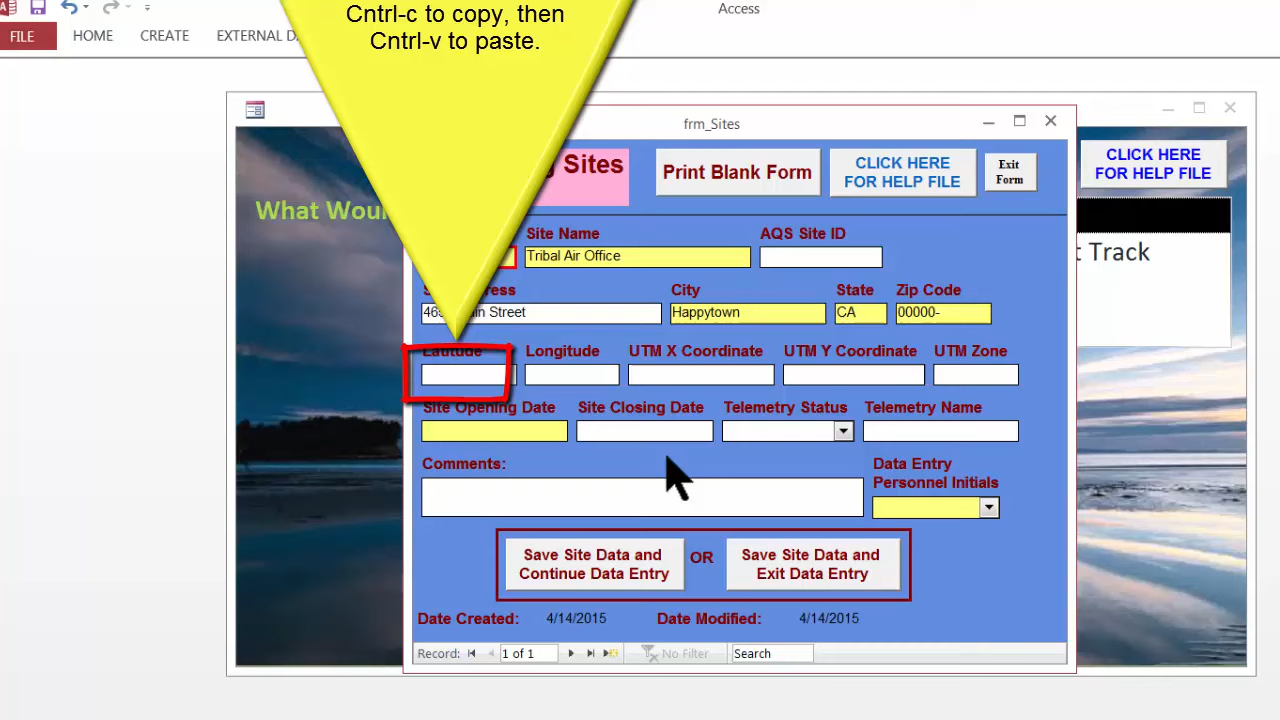 Cntrl-c to copy, then
Cntrl-v to paste.
Access
FILE HOME CREATE EXTERNAL
frm_Sites
What
Sites
Print Blank Form
CLICK HERE
FOR HELP FILE
Exit
Form
CLICK HERE
FOR HELP FILE
Track
Site Name AQS Site ID
Tribal Air Office
City State Zip Code
Street
Happytown CA 00000-
Latitude Longitude UTM X Coordinate UTM Y Coordinate UTM Zone
Site Opening Date Site Closing Date Telemetry Status Telemetry Name
Comments:
Data Entry
Personnel Initials
Save Site Data and
Continue Data Entry
OR
Save Site Data and
Exit Data Entry
Date Created: 4/14/2015 Date Modified: 4/14/2015
Record: 1 of 1 No Filter Search